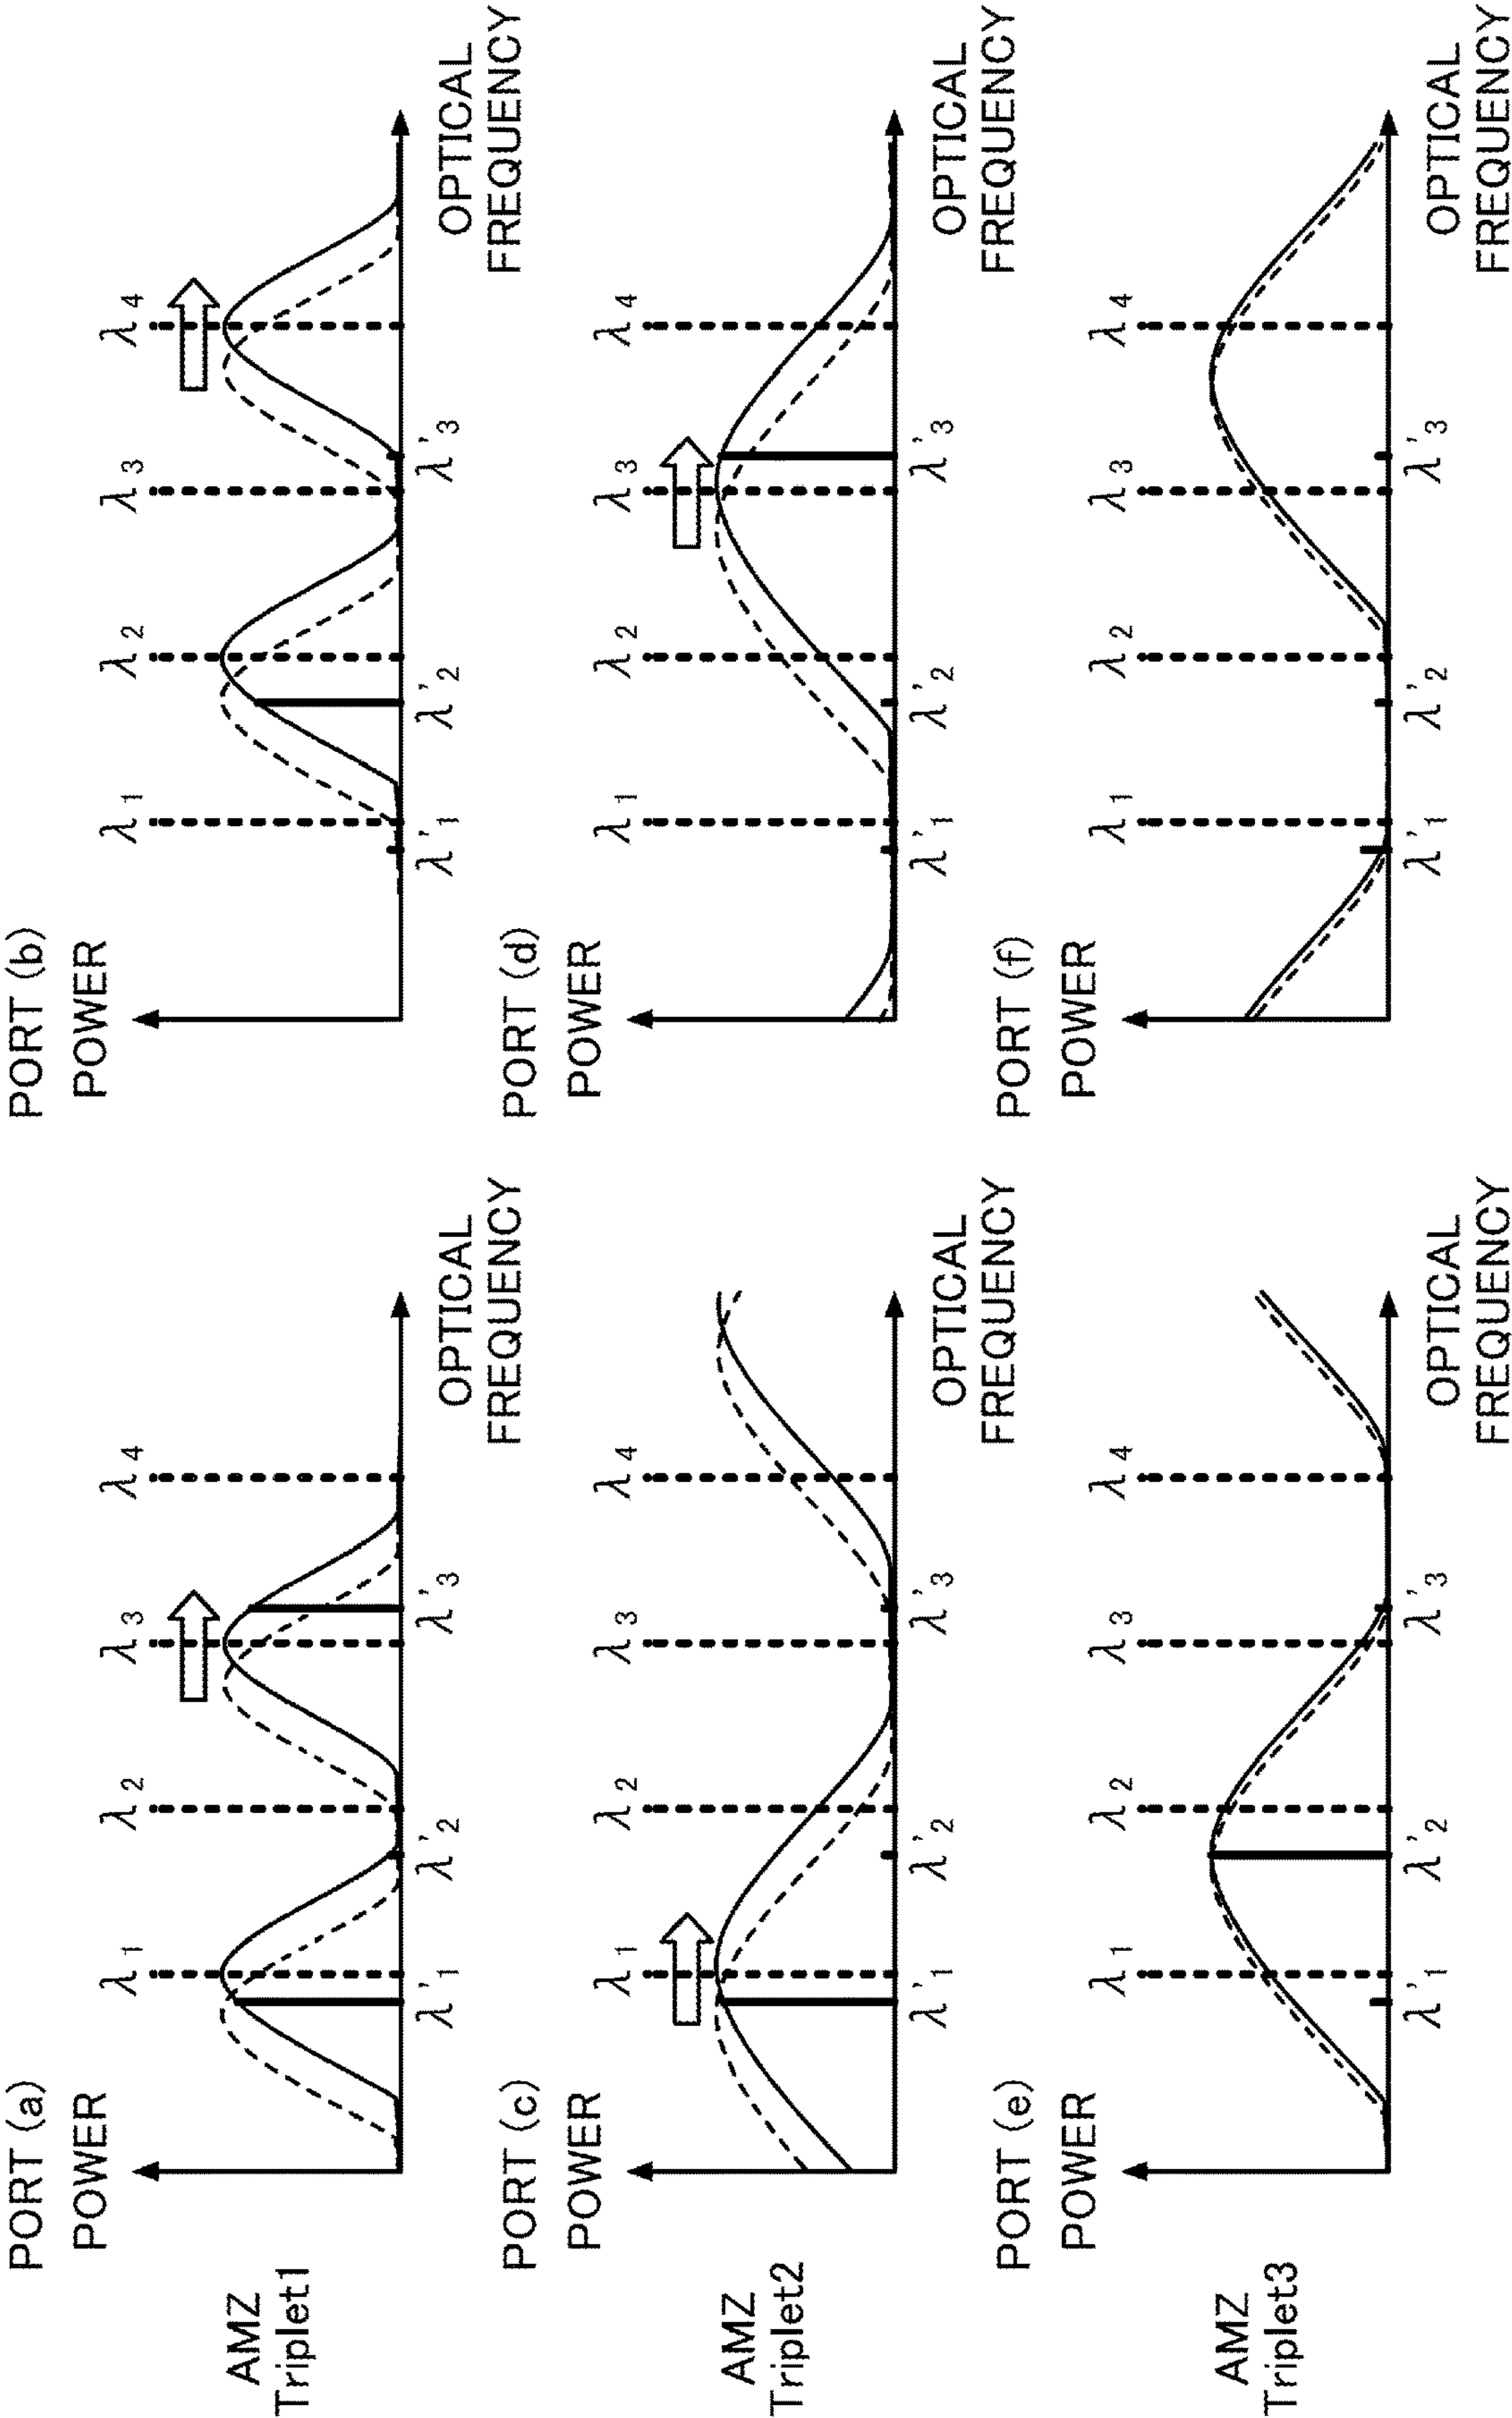 AMZ
Triplet1
PORT (a)
POWER
λ1
λ2
λ3
λ4
λ'1
λ'2
λ'3
OPTICAL
FREQUENCY
PORT (b)
POWER
λ1
λ2
λ3
λ4
λ'1
λ'2
λ'3
OPTICAL
FREQUENCY
AMZ
Triplet2
PORT (c)
POWER
λ1
λ2
λ3
λ4
λ'1
λ'2
λ'3
OPTICAL
FREQUENCY
PORT (d)
POWER
λ1
λ2
λ3
λ4
λ'1
λ'2
λ'3
OPTICAL
FREQUENCY
AMZ
Triplet3
PORT (e)
POWER
λ1
λ2
λ3
λ4
λ'1
λ'2
λ'3
OPTICAL
FREQUENCY
PORT (f)
POWER
λ1
λ2
λ3
λ4
λ'1
λ'2
λ'3
OPTICAL
FREQUENCY